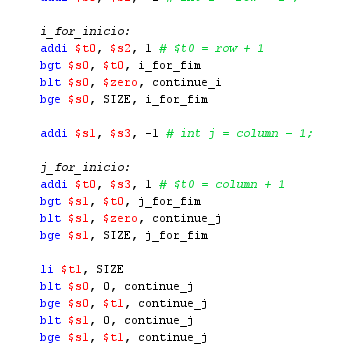 i_for_inicio:
addi $t0, $s2, 1 # $t0 = row + 1
bgt $s0, $t0, i_for_fim
blt $s0, $zero, continue_i
bge $s0, SIZE, i_for_fim
addi $s1, $s3, -1 # int j = column - 1;
j_for_inicio:
addi $t0, $s3, 1 # $t0 = column + 1
bgt $s1, $t0, j_for_fim
blt $s1, $zero, continue_j
bge $s1, SIZE, j_for_fim
li $t1, SIZE
blt $s0, 0, continue_j
bge $s0, $t1, continue_j
blt $s1, 0, continue_j
bge $s1, $t1, continue_j